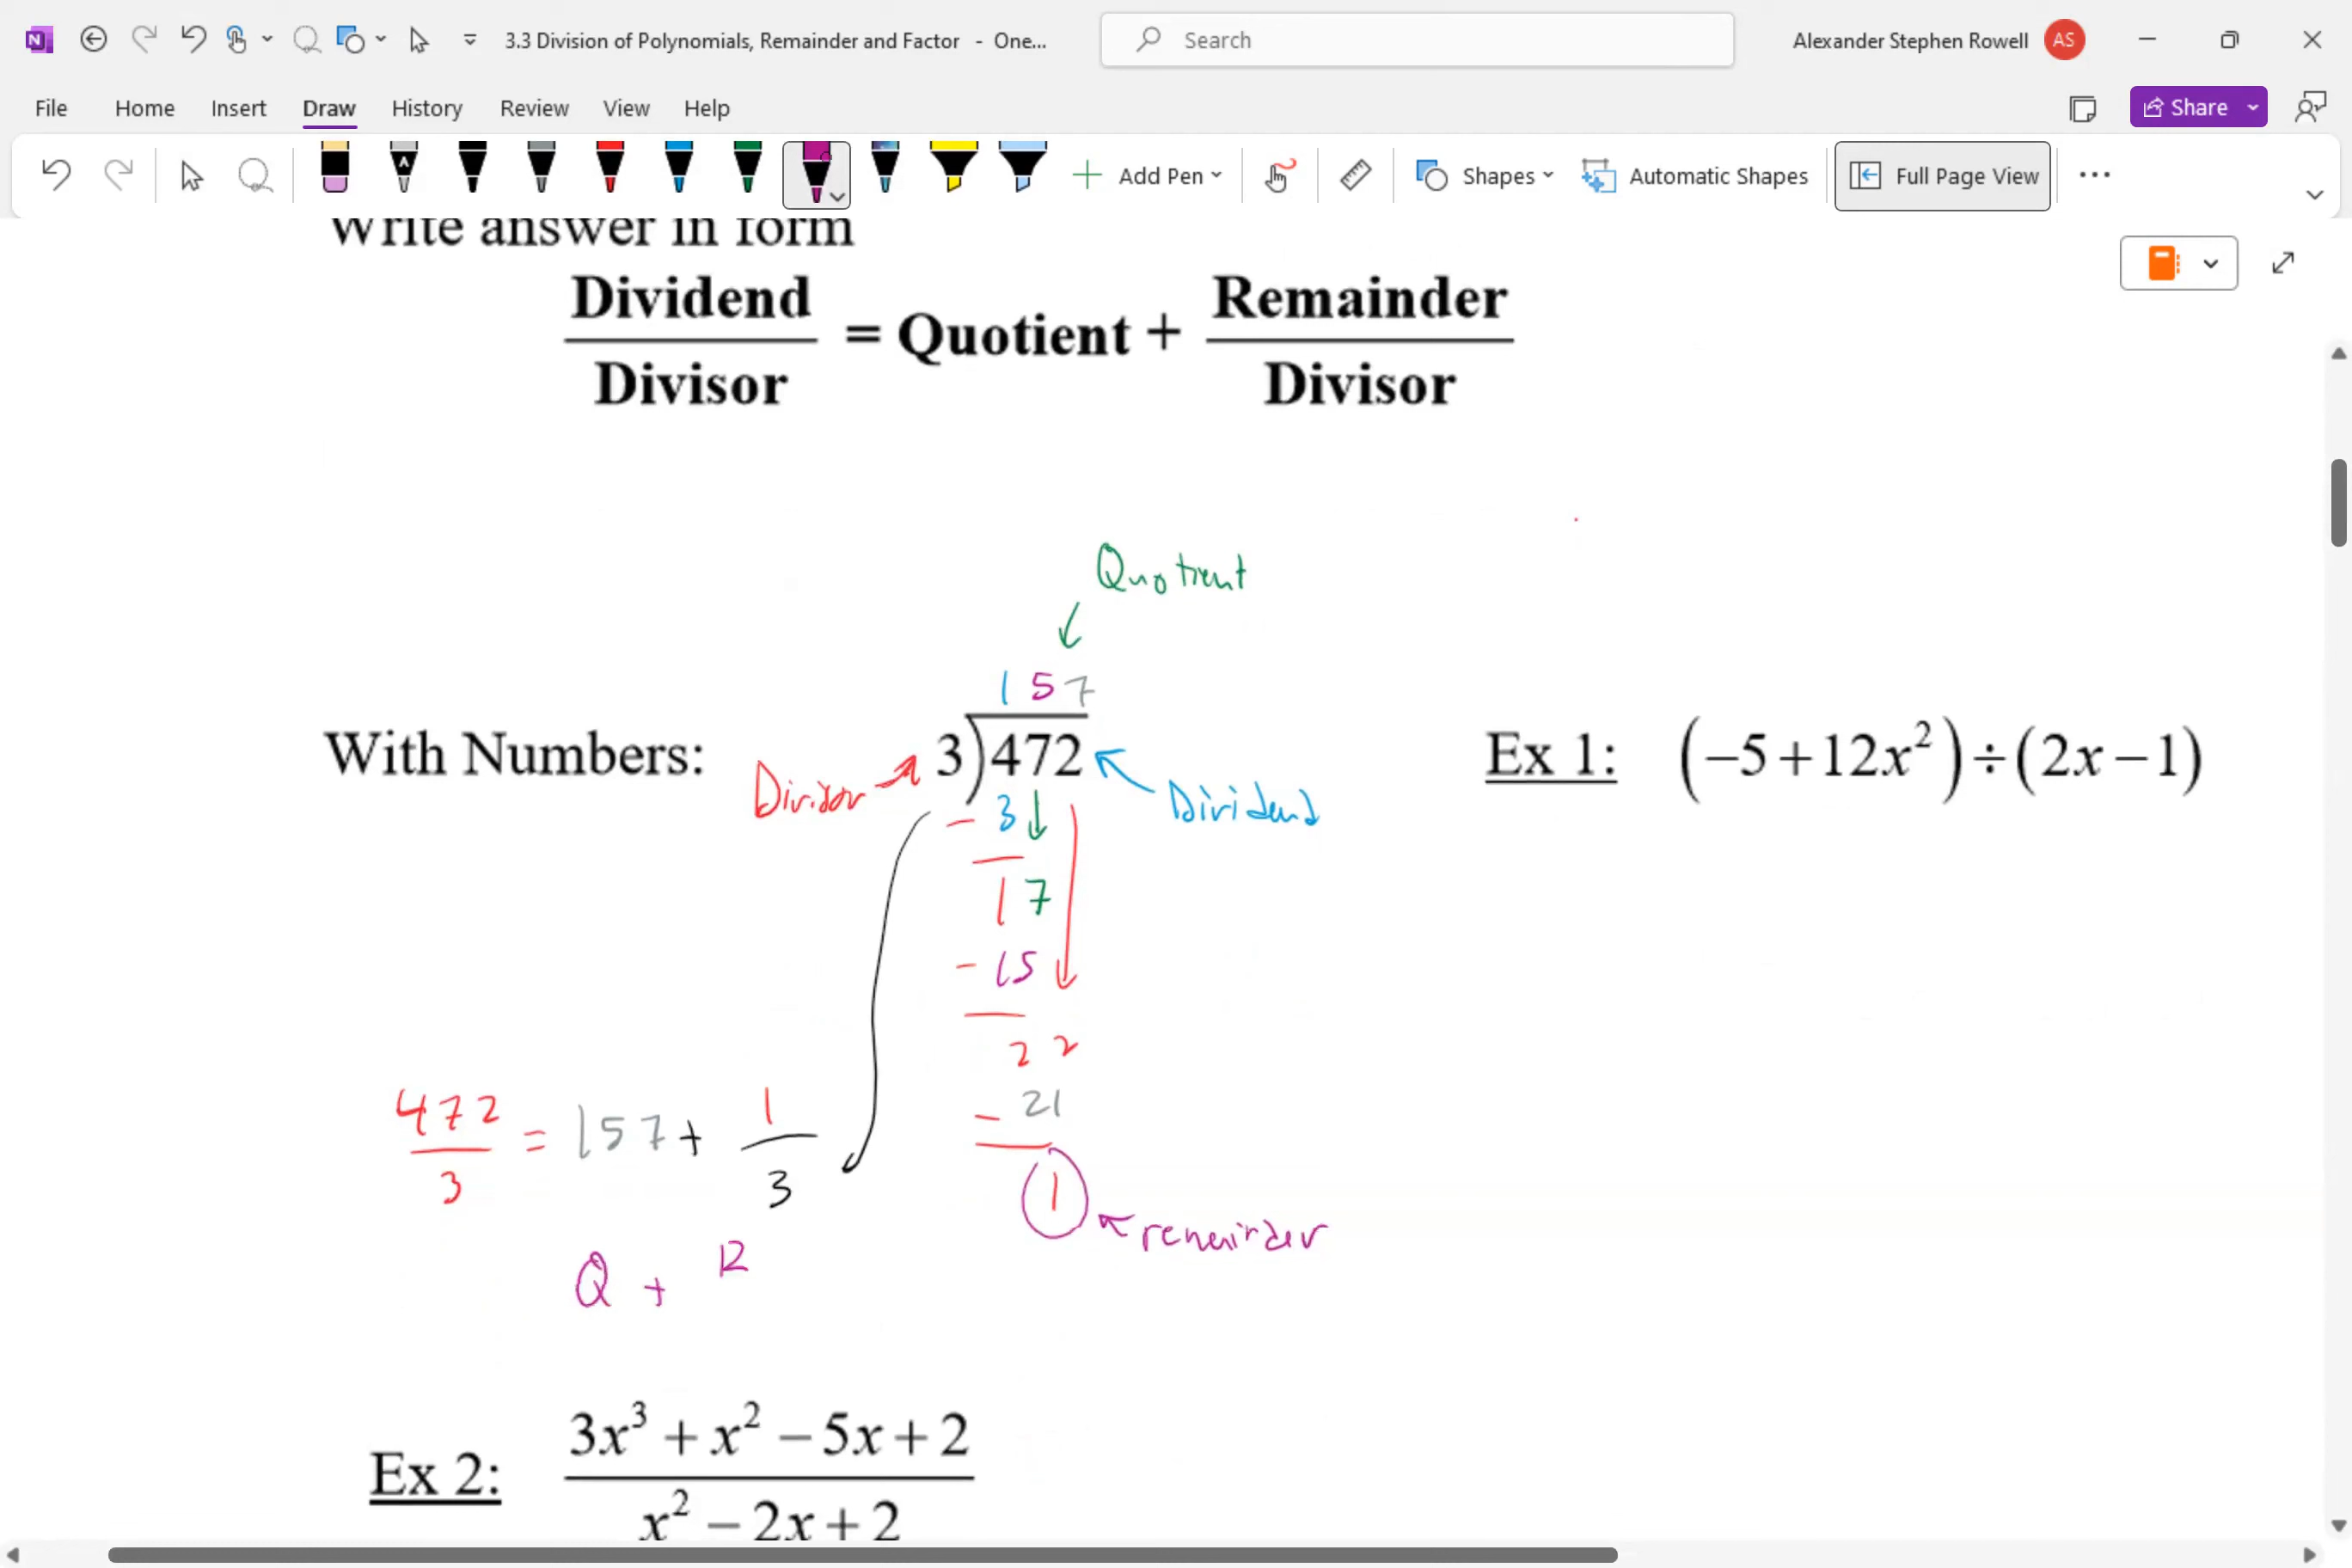 3.3 Division of Polynomials, Remainder and Factor - One...
Search
Alexander Stephen Rowell AS
File Home Insert Draw History Review View Help
Share
Add Pen Shapes Automatic Shapes Full Page View
Write answer in form
Dividend/Divisor = Quotient + Remainder/Divisor
Quotient
157
With Numbers: 3)472
Ex 1: (−5+12x²)÷(2x−1)
Divisor
Dividend
− 3
17
−15
22
− 21
472/3 = 157 + 1/3
1
remainder
Q + R
Ex 2: 3x³ + x² − 5x + 2
x² − 2x + 2